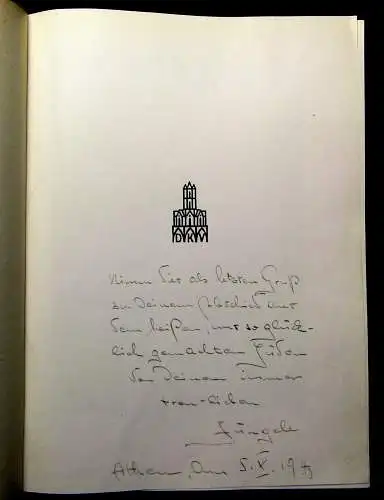 DKV
Nimm dies als letzten Gruß
zu Deinem Abschied aus
dem heißen, uns so glück-
lich gemachten Süden
von Deinem immer
treu-lieben
Athen, den 5. X. 19